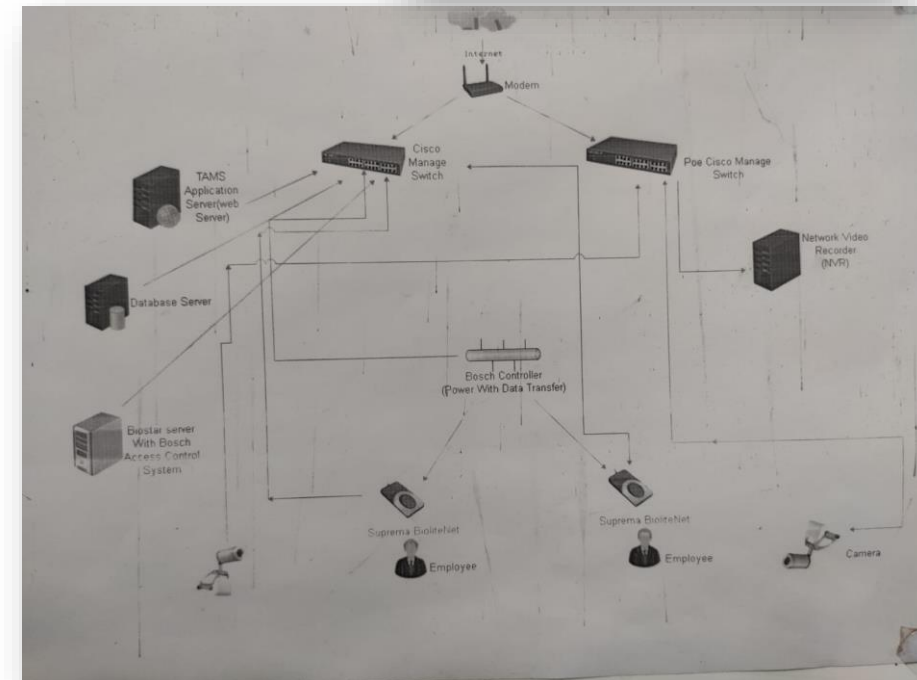 Internet
Modem
Cisco
Manage
Switch
Poe Cisco Manage
Switch
TAMS
Application
Server(web
Server)
Network Video
Recorder
(NVR)
Database Server
Bosch Controller
(Power With Data Transfer)
Biostar server
With Bosch
Access Control
System
Suprema BioliteNet
Employee
Suprema BioliteNet
Employee
Camera